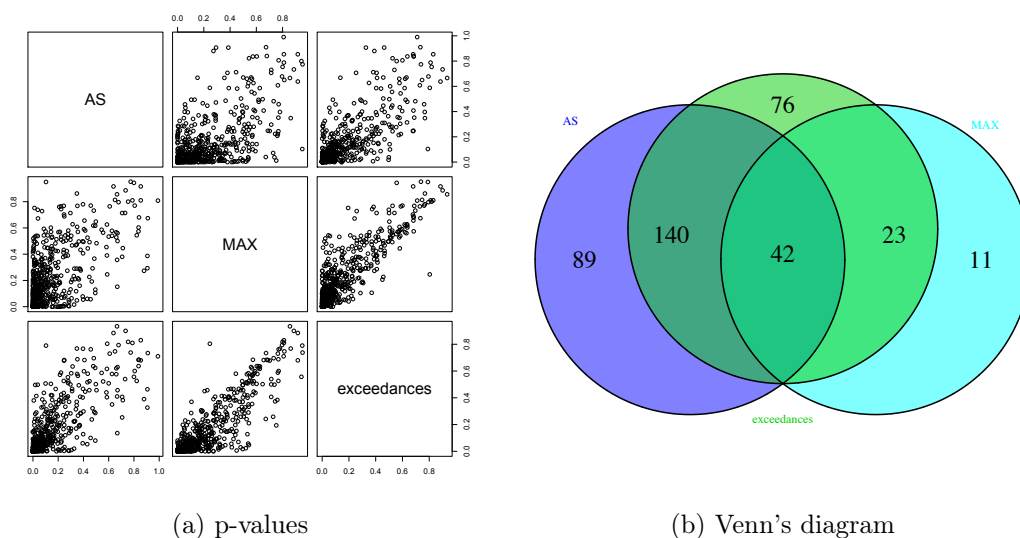 0.0 0.2 0.4 0.6 0.8
AS
0.0 0.2 0.4 0.6 0.8 1.0
0.0 0.2 0.4 0.6 0.8
MAX
exceedances
0.0 0.2 0.4 0.6 0.8
0.0 0.2 0.4 0.6 0.8 1.0
0.0 0.2 0.4 0.6 0.8
(a) p-values
AS
76
MAX
89
140
42
23
11
exceedances
(b) Venn's diagram